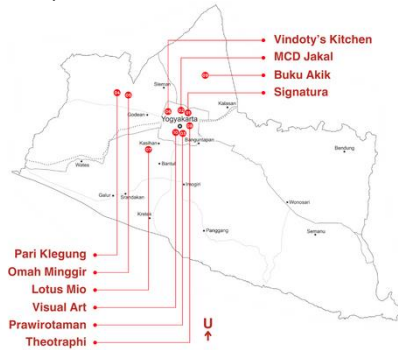 Vindoty's Kitchen
MCD Jakal
Buku Akik
Signatura
Sleman
Kalasan
Godean
Yogyakarta
Kasihan
Banguntapan
Bendung
Wates
Bantul
Imogiri
Galur
Srandakan
Wonosari
Kretek
Panggang
Semanu
Pari Klegung
Omah Minggir
Lotus Mio
Visual Art
Prawirotaman
Theotraphi
U